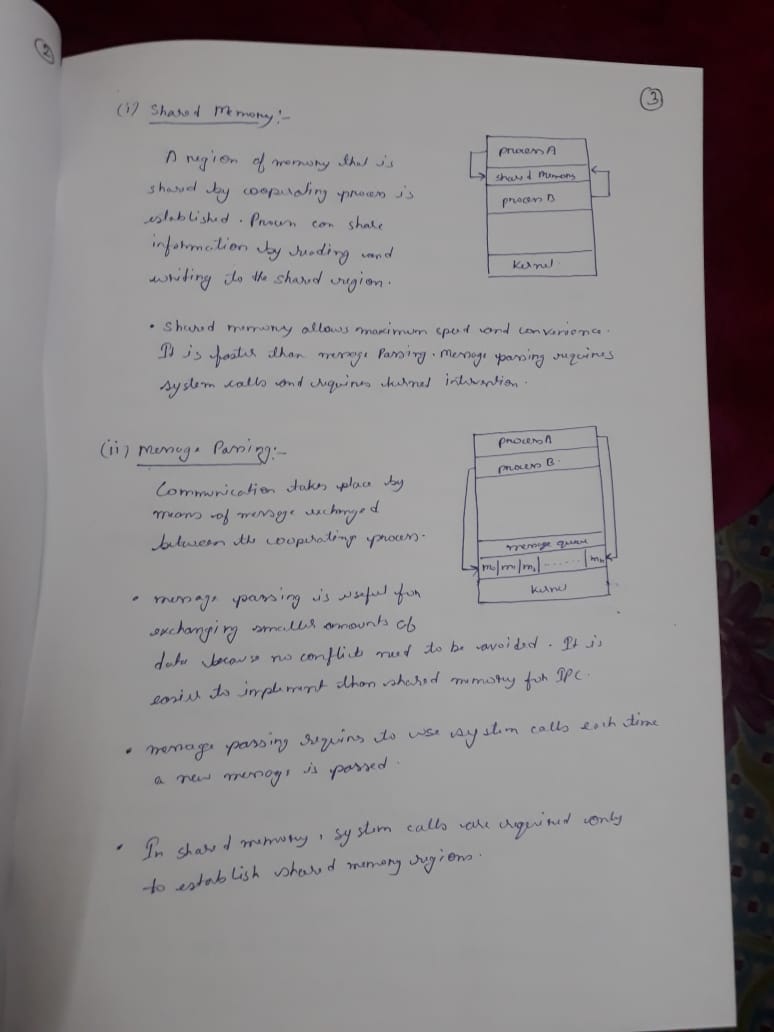 2
3
(i) Shared Memory:-
process A
shared memory
process B
kernel
A region of memory that is
shared by cooperating process is
established. Process can share
information by reading and
writing to the shared region.
• Shared memory allows maximum speed and convenience.
It is faster than message Passing. Message passing requires
system calls and requires kernel intervention.
(ii) Message Passing:-
process A
process B
message queue
m0 m1 m2 ...... mn
kernel
Communication takes place by
means of message exchanged
between the cooperating process.
• message passing is useful for
exchanging smaller amounts of
data because no conflicts need to be avoided. It is
easier to implement than shared memory for IPC.
• message passing requires to use system calls each time
a new message is passed.
• In shared memory, system calls are required only
to establish shared memory regions.